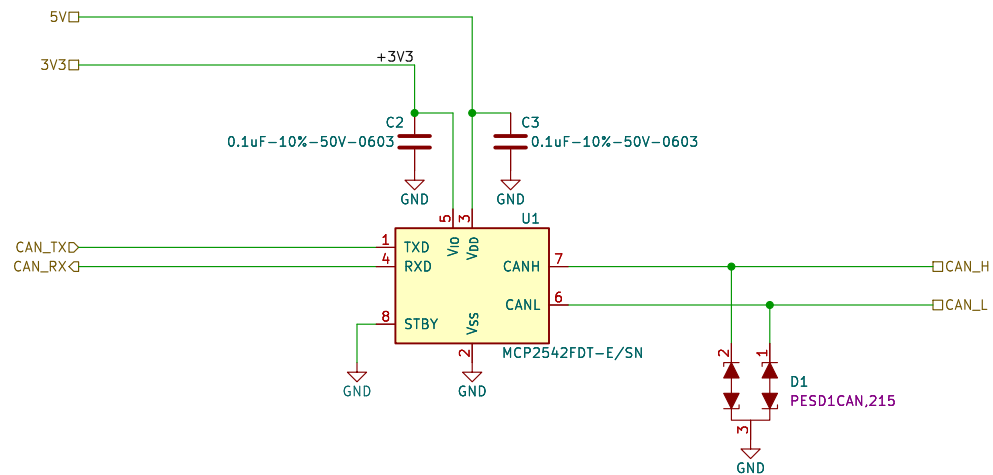 5V
3V3
+3V3
C2
0.1uF-10%-50V-0603
C3
0.1uF-10%-50V-0603
GND
GND
U1
5
3
CAN_TX
1
TXD
VIO
VDD
CAN_RX
4
RXD
CANH
7
CAN_H
CANL
6
CAN_L
8
STBY
VSS
2
MCP2542FDT-E/SN
2
1
GND
GND
D1
PESD1CAN,215
3
GND